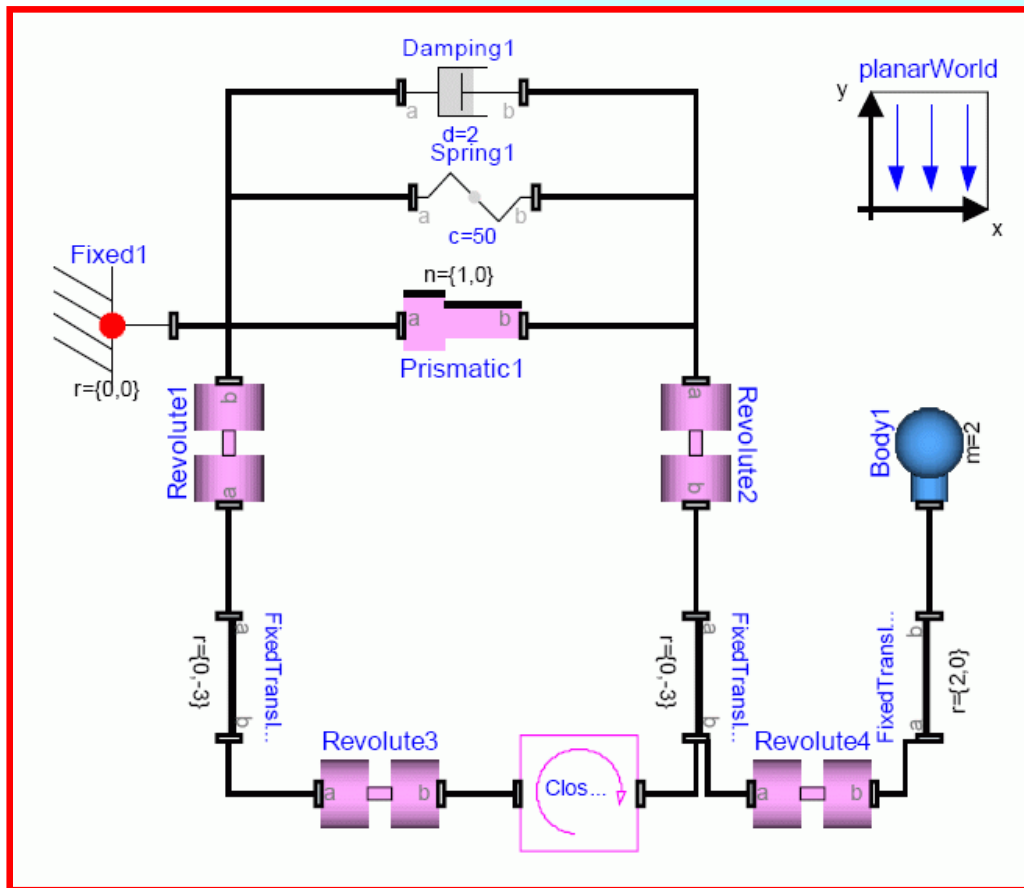 Damping1
a
b
d=2
Spring1
a
b
c=50
planarWorld
y
x
Fixed1
r={0,0}
n={1,0}
a
b
Prismatic1
Revolute1
b
a
Revolute2
a
b
Body1
m=2
r={0,-3}
a
b
FixedTransl...
r={0,-3}
a
b
FixedTransl...
FixedTransl...
b
a
r={2,0}
Revolute3
a
b
Clos...
Revolute4
a
b